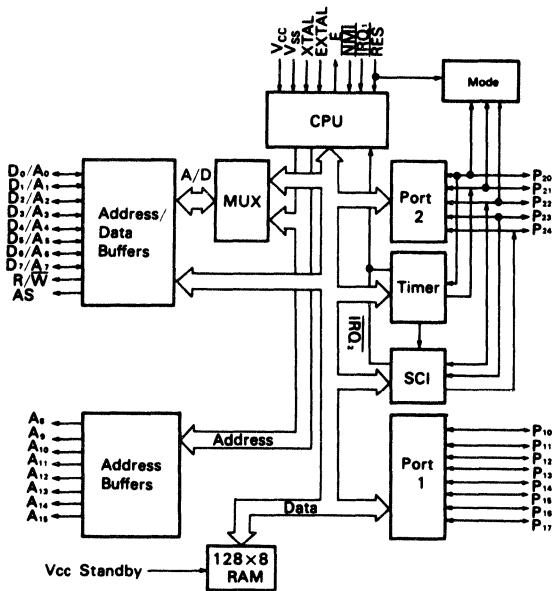 Vcc
Vss
XTAL
EXTAL
E
NMI
IRQ₁
RES
Mode
CPU
D₀/A₀
D₁/A₁
D₂/A₂
D₃/A₃
D₄/A₄
D₅/A₅
D₆/A₆
D₇/A₇
R/W
AS
Address/
Data
Buffers
A/D
MUX
Port
2
P₂₀
P₂₁
P₂₂
P₂₃
P₂₄
Timer
IRQ₂
SCI
A₈
A₉
A₁₀
A₁₁
A₁₂
A₁₃
A₁₄
A₁₅
Address
Buffers
Address
Data
Port
1
P₁₀
P₁₁
P₁₂
P₁₃
P₁₄
P₁₅
P₁₆
P₁₇
Vcc Standby
128×8
RAM